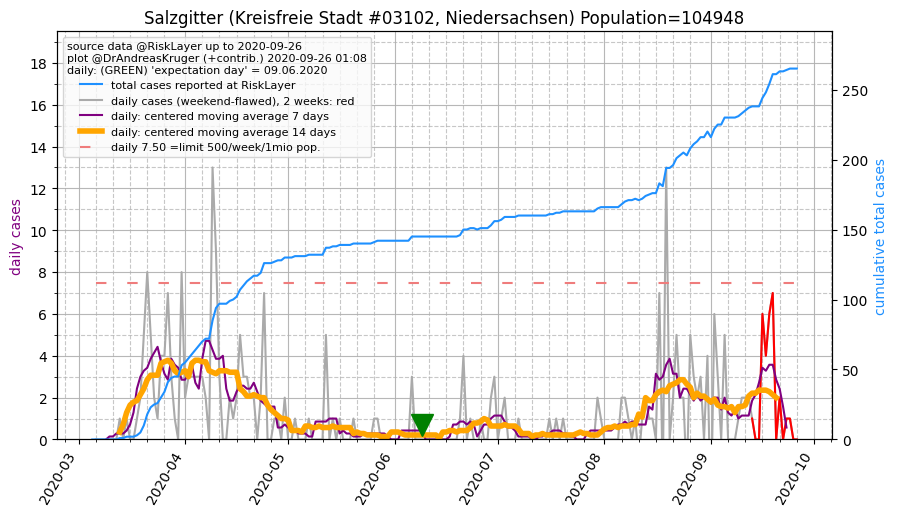 Salzgitter (Kreisfreie Stadt #03102, Niedersachsen) Population=104948
source data @RiskLayer up to 2020-09-26
plot @DrAndreasKruger (+contrib.) 2020-09-26 01:08
daily: (GREEN) 'expectation day' = 09.06.2020
total cases reported at RiskLayer
daily cases (weekend-flawed), 2 weeks: red
daily: centered moving average 7 days
daily: centered moving average 14 days
daily 7.50 =limit 500/week/1mio pop.
daily cases
18
16
14
12
10
8
6
4
2
0
cumulative total cases
250
200
150
100
50
0
2020-03
2020-04
2020-05
2020-06
2020-07
2020-08
2020-09
2020-10